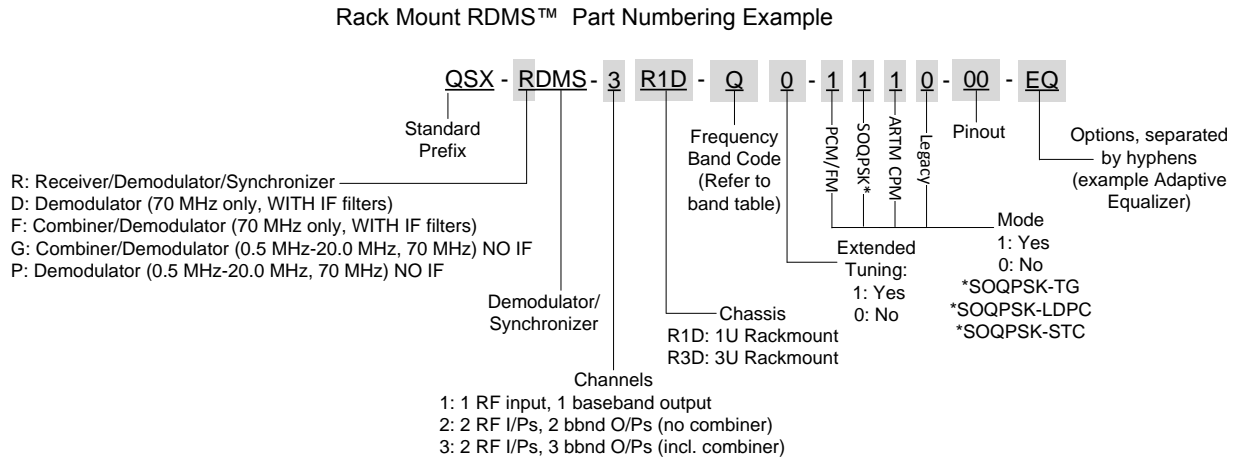 Rack Mount RDMS™ Part Numbering Example
QSX - RDMS - 3 R1D - Q 0 - 1 1 1 0 - 00 - EQ
Standard
Prefix
R: Receiver/Demodulator/Synchronizer
D: Demodulator (70 MHz only, WITH IF filters)
F: Combiner/Demodulator (70 MHz only, WITH IF filters)
G: Combiner/Demodulator (0.5 MHz-20.0 MHz, 70 MHz) NO IF
P: Demodulator (0.5 MHz-20.0 MHz, 70 MHz) NO IF
Demodulator/
Synchronizer
Channels
1: 1 RF input, 1 baseband output
2: 2 RF I/Ps, 2 bbnd O/Ps (no combiner)
3: 2 RF I/Ps, 3 bbnd O/Ps (incl. combiner)
Chassis
R1D: 1U Rackmount
R3D: 3U Rackmount
Frequency
Band Code
(Refer to
band table)
Extended
Tuning:
1: Yes
0: No
PCM/FM
SOQPSK*
ARTM CPM
Legacy
Mode
1: Yes
0: No
*SOQPSK-TG
*SOQPSK-LDPC
*SOQPSK-STC
Pinout
Options, separated
by hyphens
(example Adaptive
Equalizer)